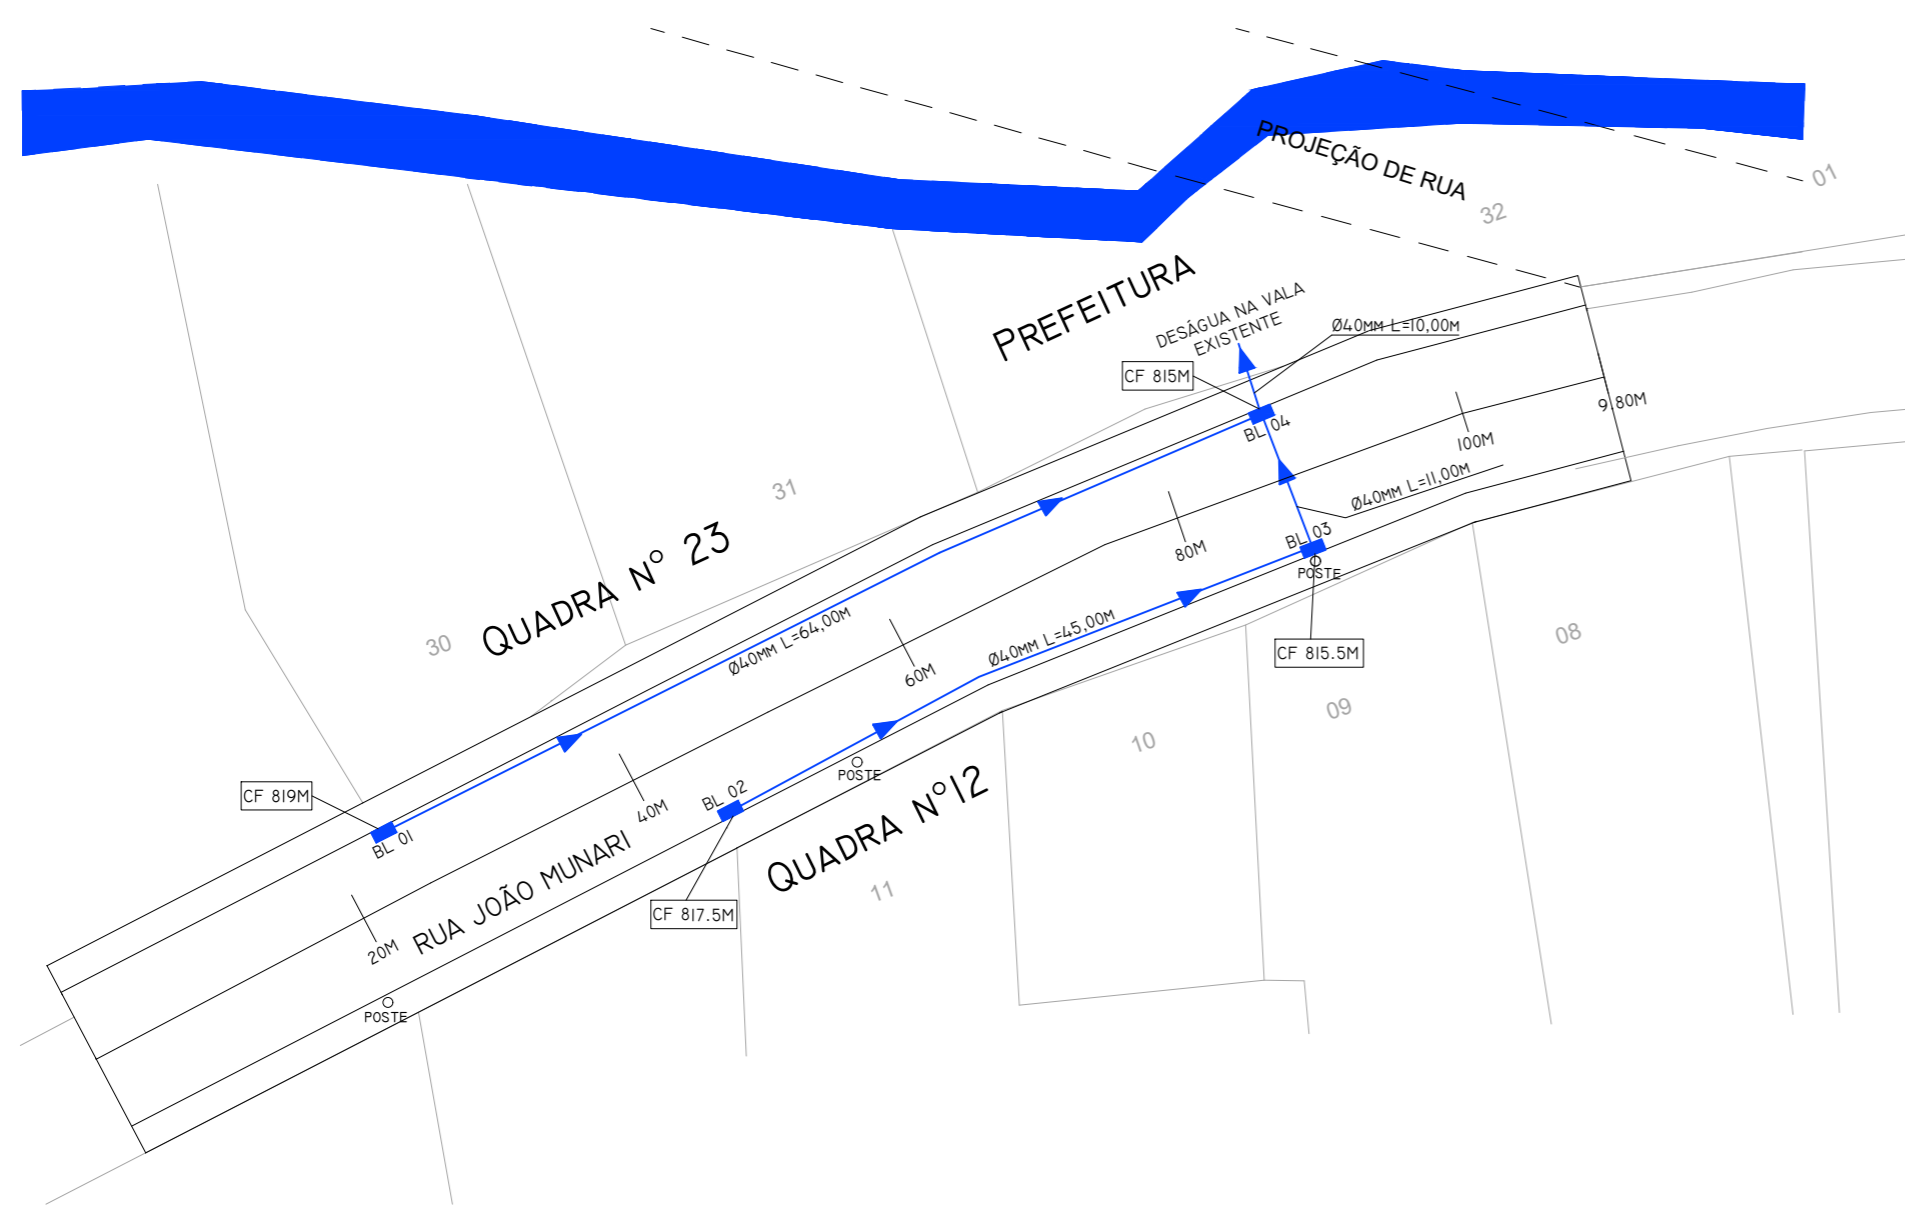 PROJEÇÃO DE RUA
01
32
PREFEITURA
DESÁGUA NA VALA
EXISTENTE
Ø40MM L=10,00M
CF 815M
BL 04
9.80M
100M
Ø40MM L=11,00M
31
QUADRA Nº 23
80M
BL 03
POSTE
30
Ø40MM L=64,00M
60M
Ø40MM L=45,00M
CF 815.5M
08
09
10
POSTE
CF 819M
BL 01
40M
BL 02
QUADRA Nº12
RUA JOÃO MUNARI
11
CF 817.5M
20M
POSTE